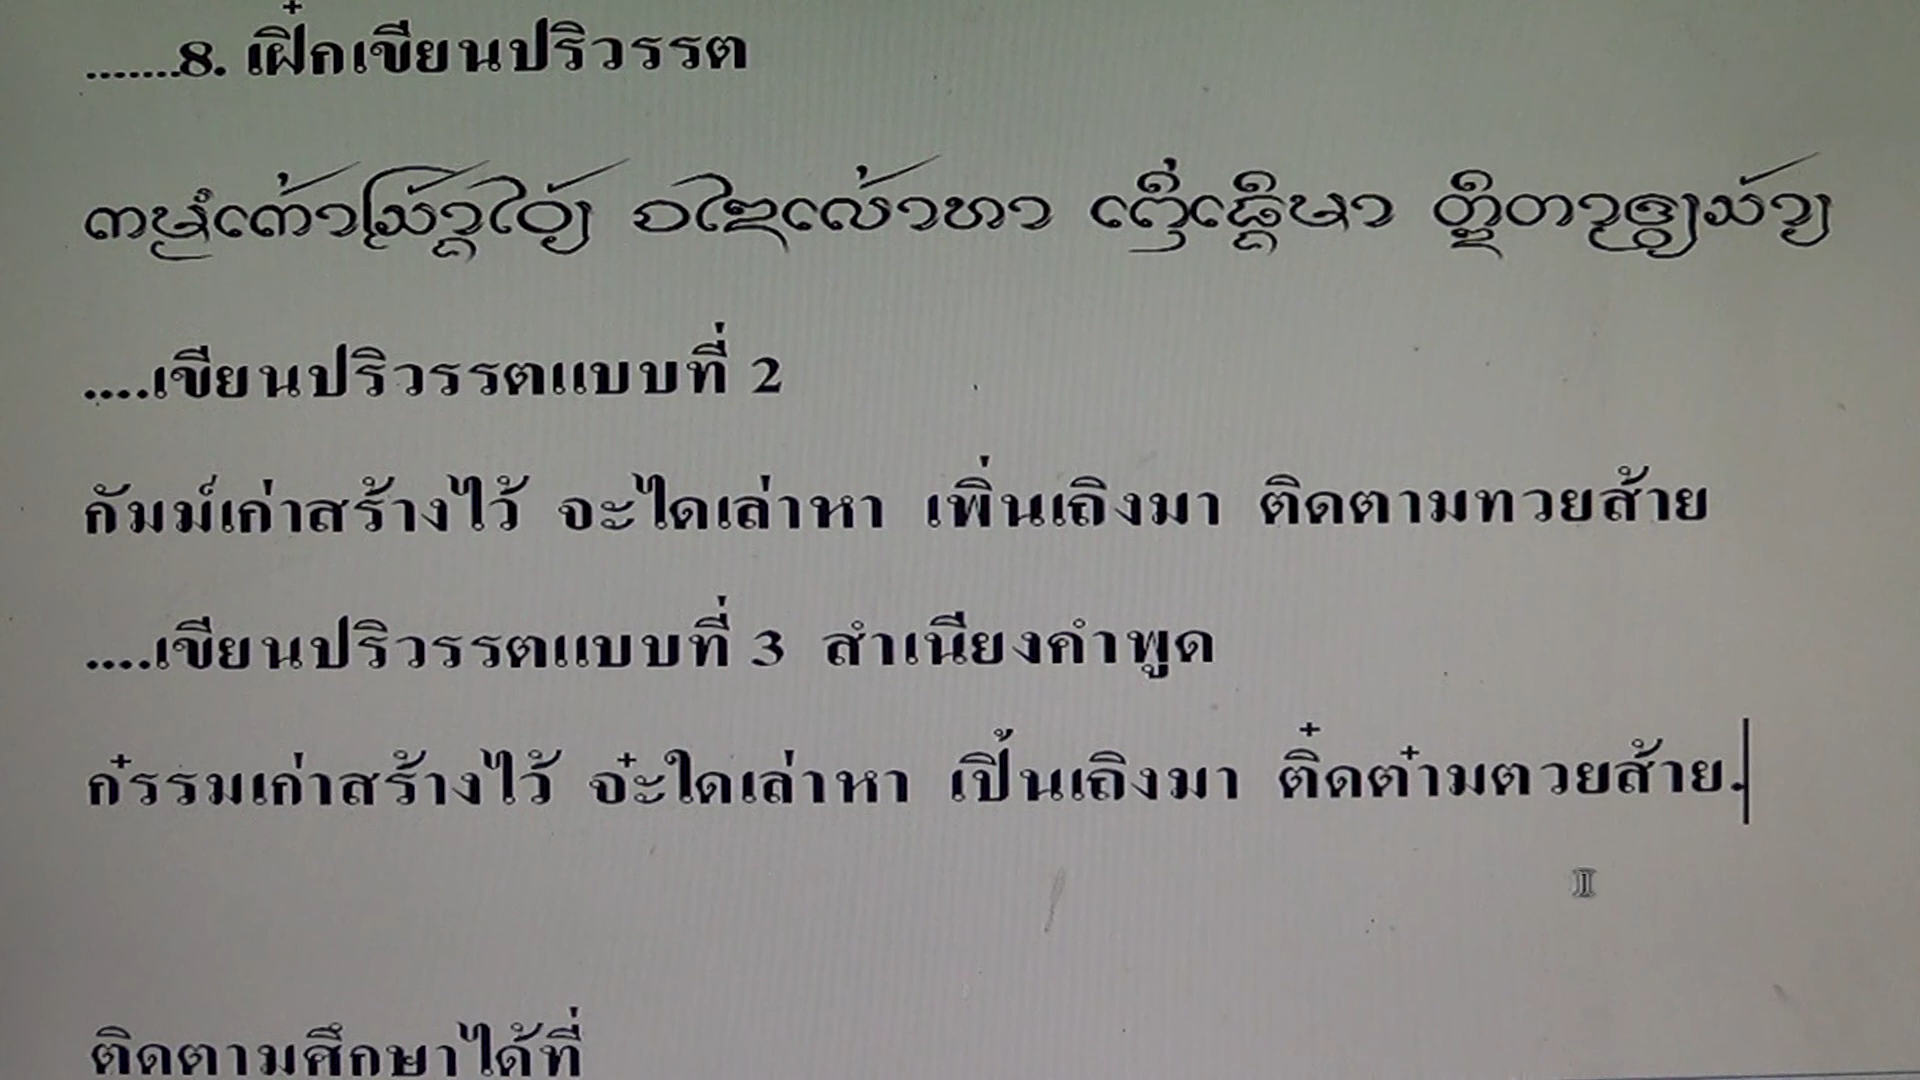 .......8. เฝิ๋กเขียนปริวรรต
....เขียนปริวรรตแบบที่ 2
กัมม์เก่าสร้างไว้ จะไดเล่าหา เพิ่นเถิงมา ติดตามทวยส้าย
....เขียนปริวรรตแบบที่ 3 สำเนียงคำพูด
ก๋รรมเก่าสร้างไว้ จ๋ะใดเล่าหา เปิ้นเถิงมา ติ๋ดต๋ามตวยส้าย.
ติดตามศึกษาได้ที่